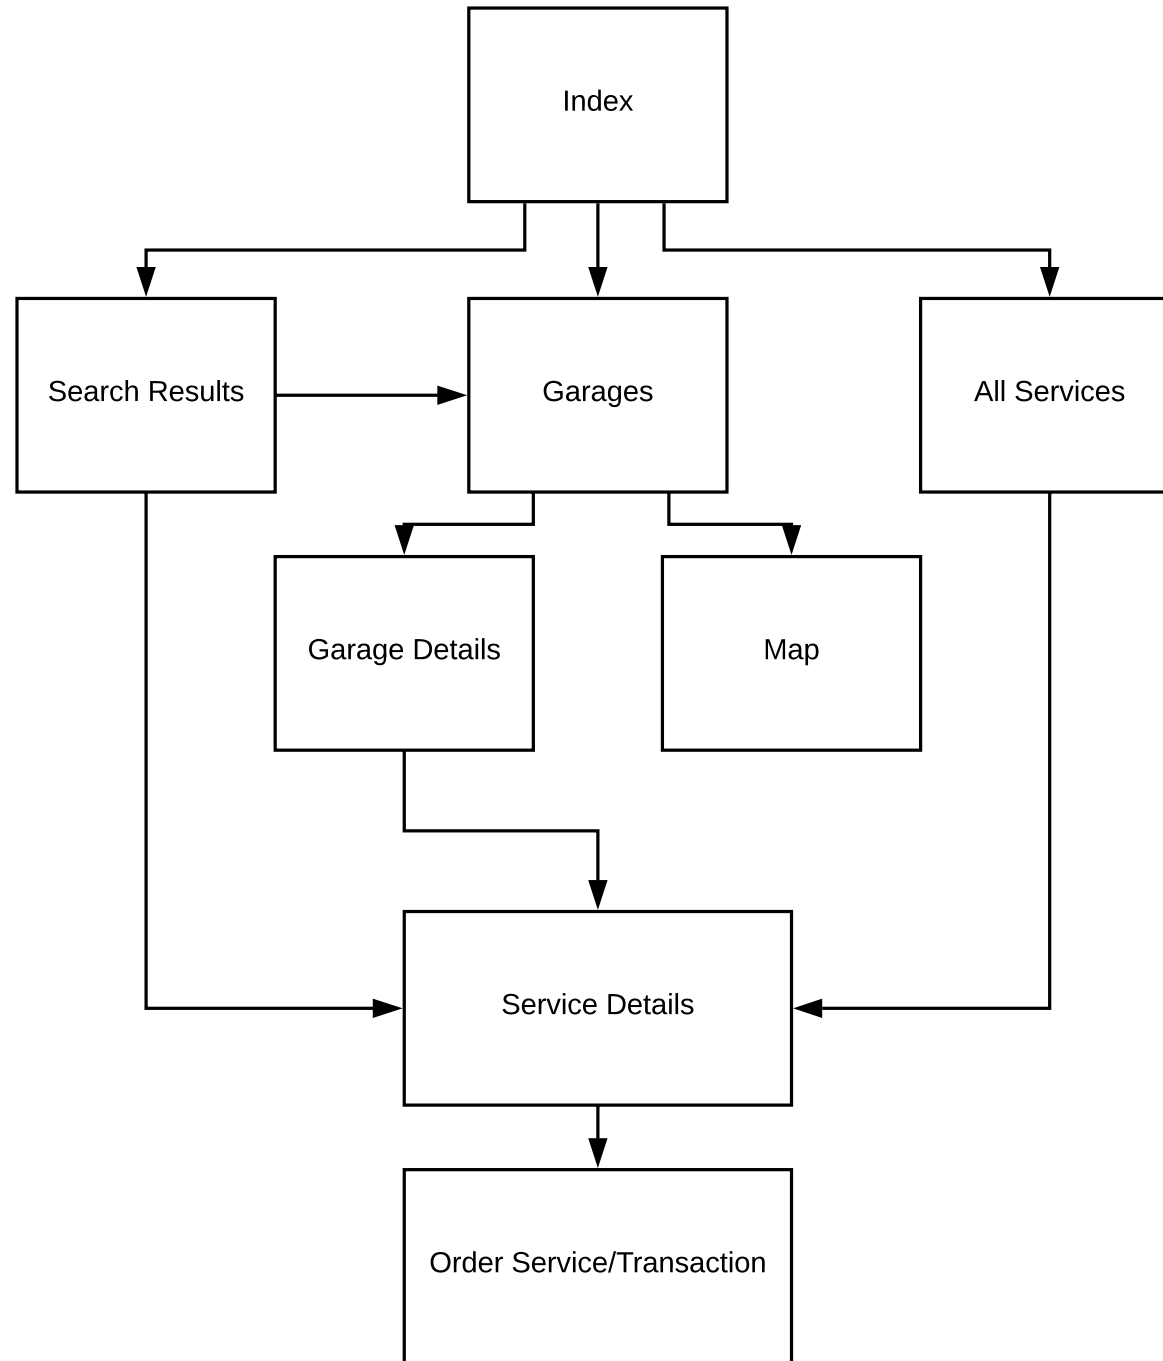 Index
Search Results
Garages
All Services
Garage Details
Map
Service Details
Order Service/Transaction